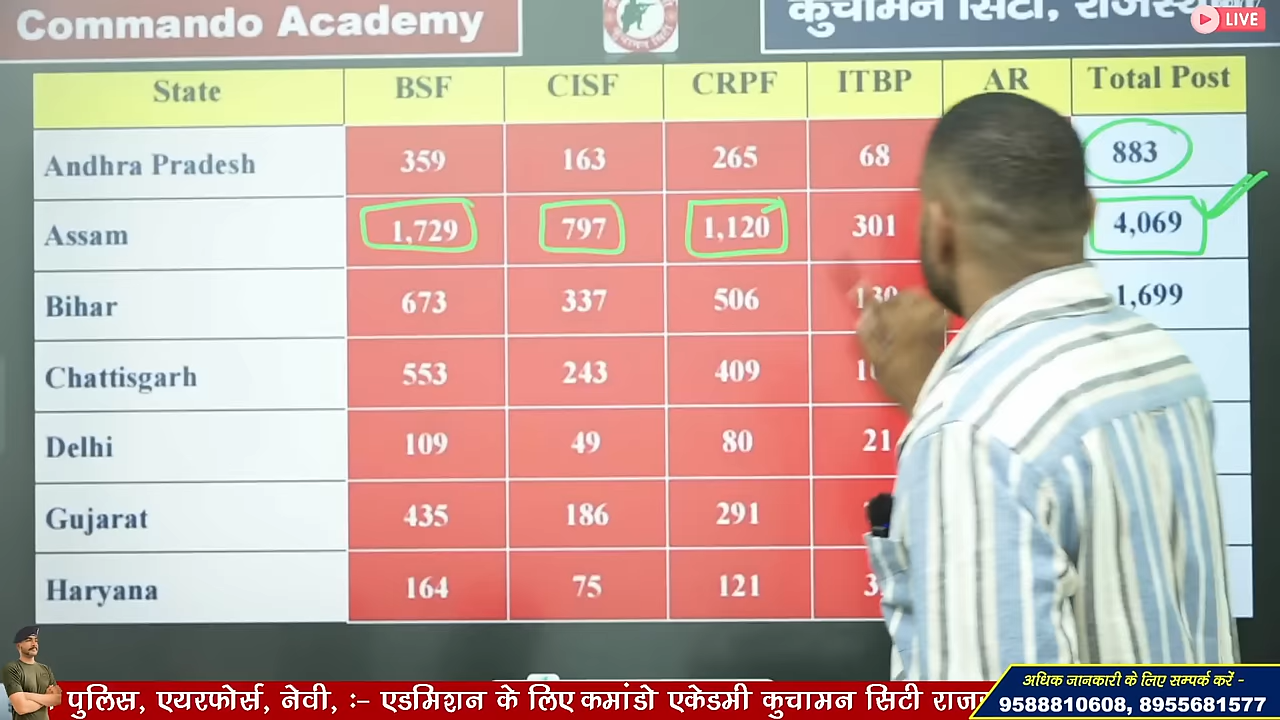 Commando Academy
कुचामन सिटी, राजस्थान
LIVE
State BSF CISF CRPF ITBP AR Total Post
Andhra Pradesh 359 163 265 68 883
Assam 1,729 797 1,120 301 4,069
Bihar 673 337 506 130 1,699
Chattisgarh 553 243 409
Delhi 109 49 80 21
Gujarat 435 186 291
Haryana 164 75 121
पुलिस, एयरफोर्स, नेवी, :- एडमिशन के लिए कमांडो एकेडमी कुचामन सिटी
अधिक जानकारी के लिए सम्पर्क करें -
9588810608, 8955681577